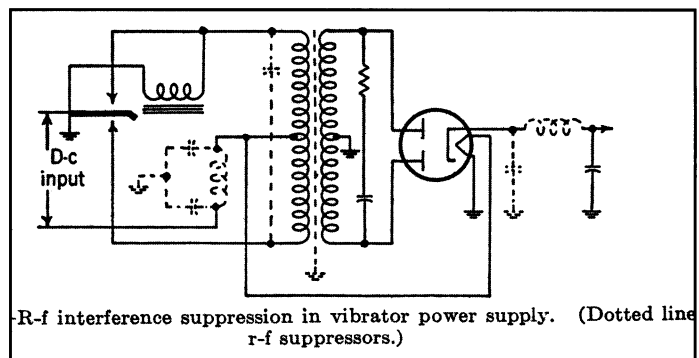 D-c
input
-R-f interference suppression in vibrator power supply. (Dotted line
r-f suppressors.)